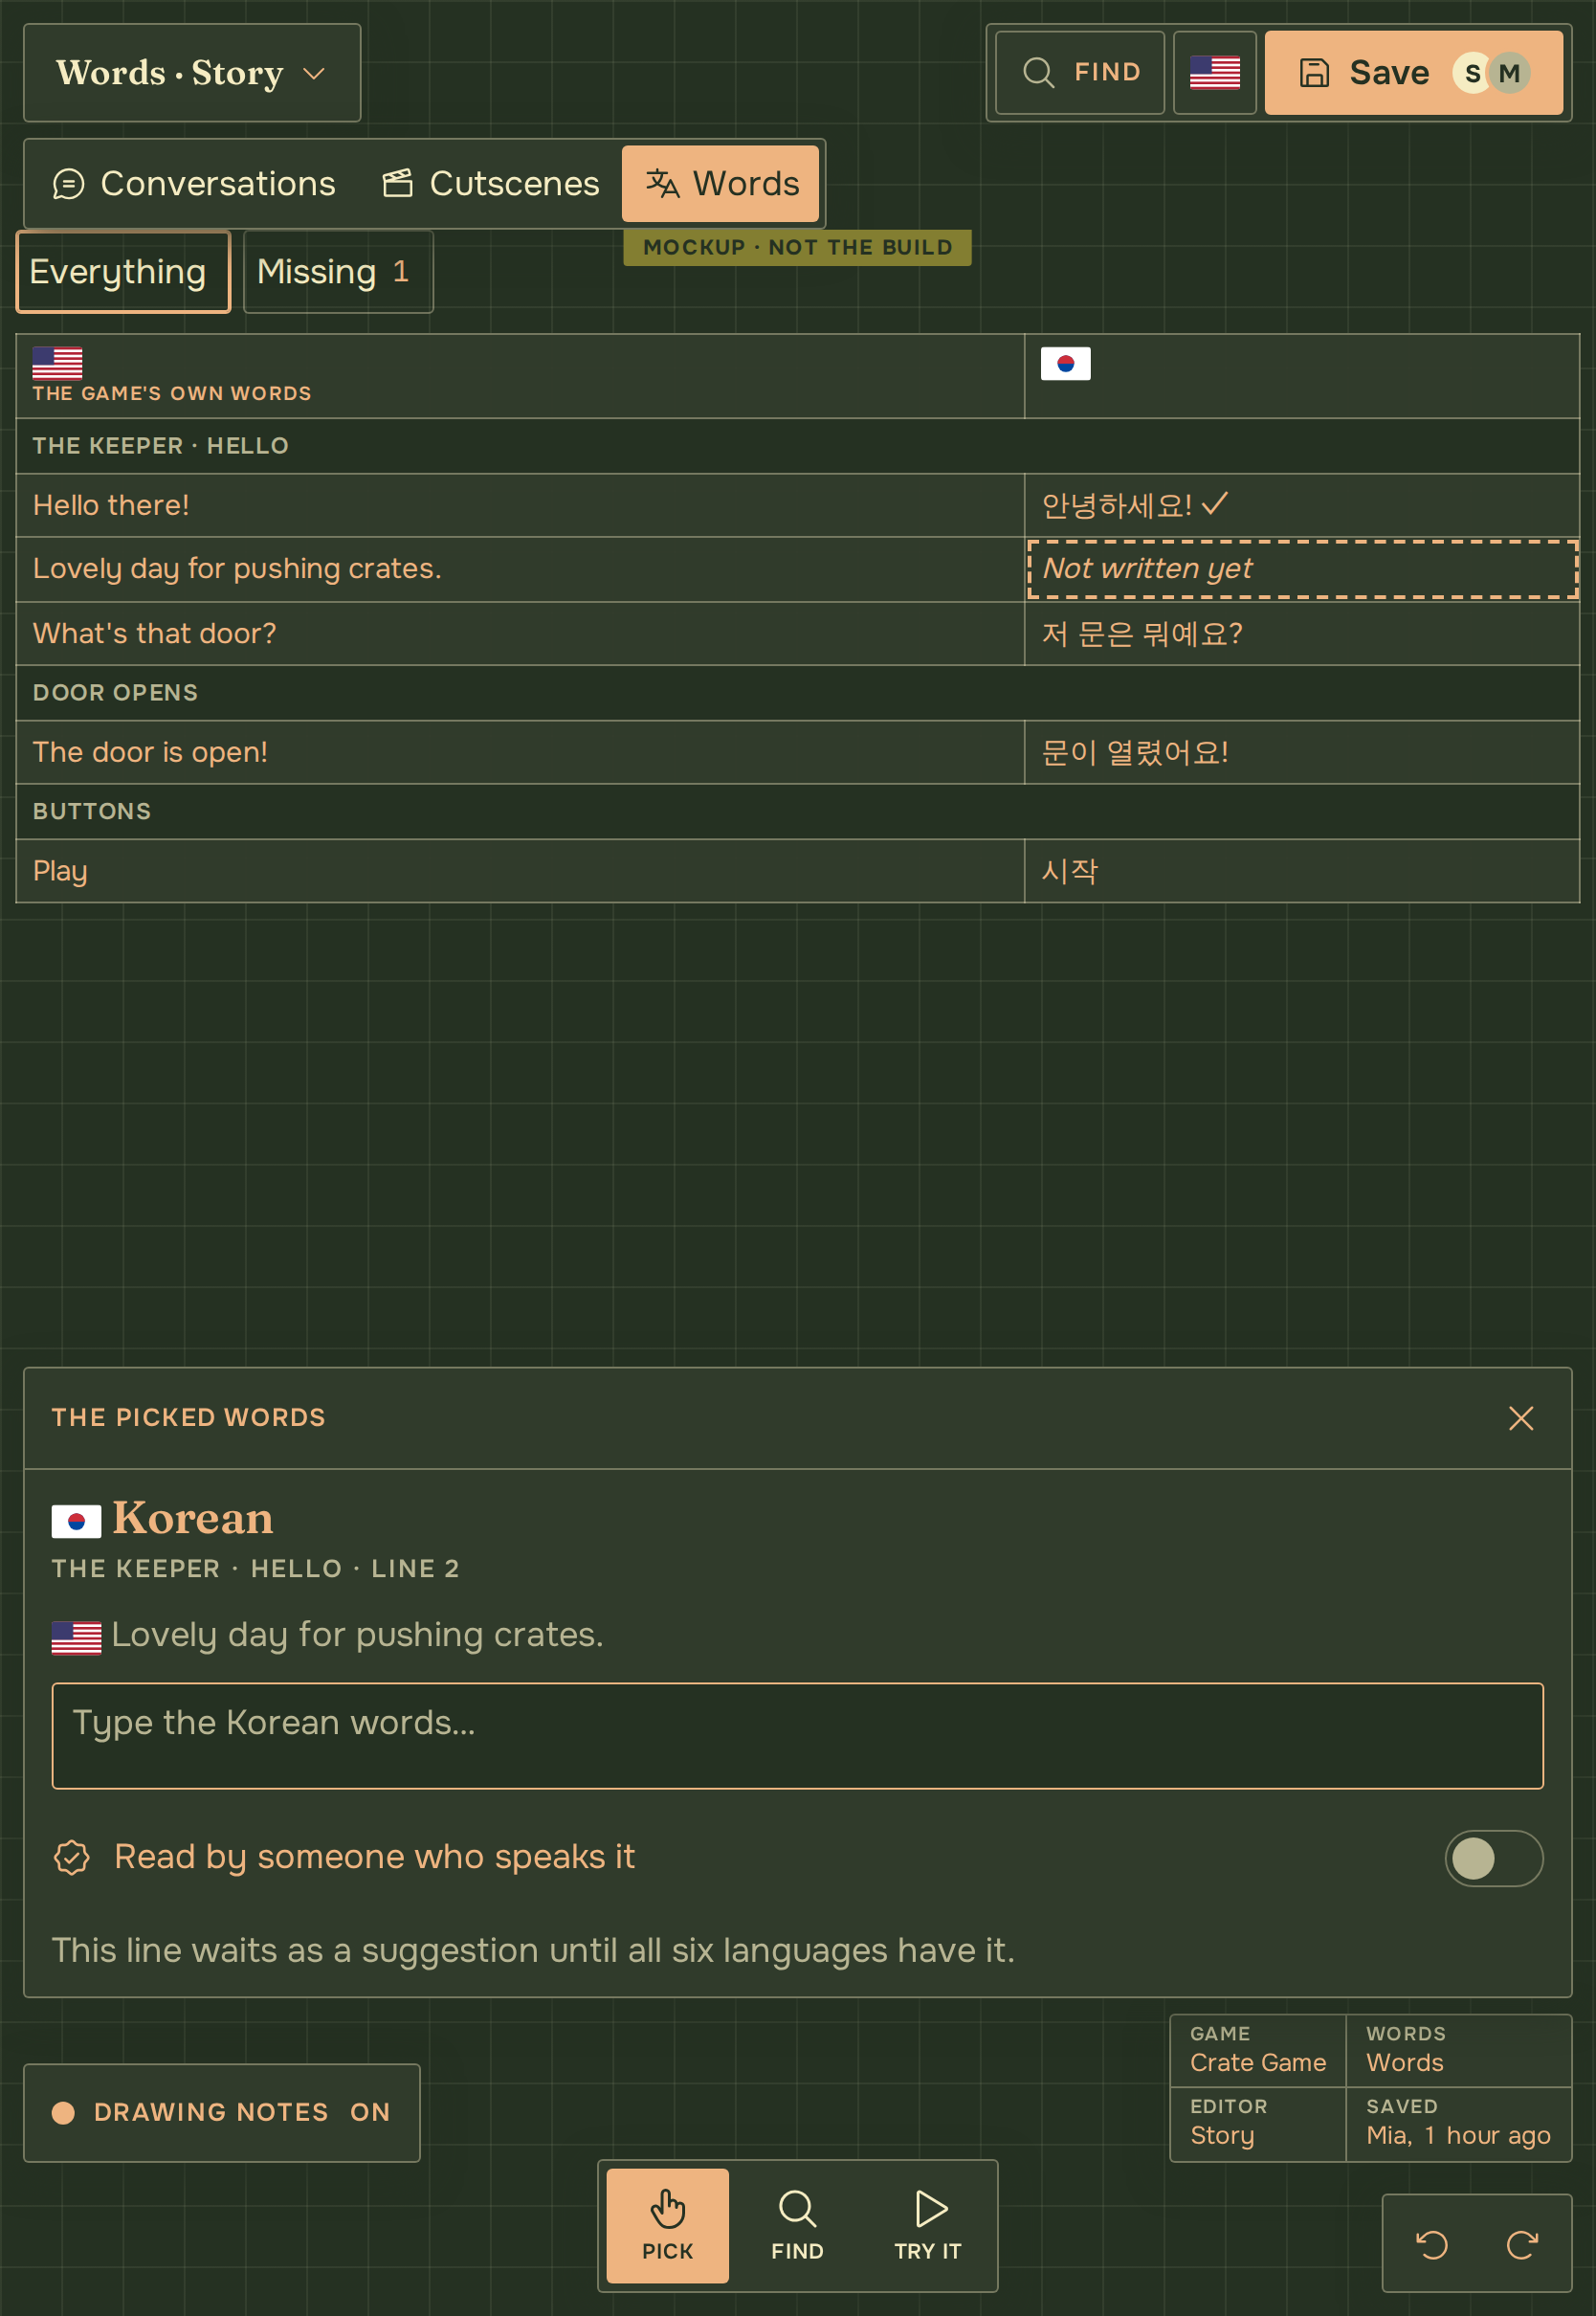 Words · Story
FIND
Save
S
M
Conversations
Cutscenes
Words
MOCKUP · NOT THE BUILD
Everything
Missing 1
THE GAME'S OWN WORDS
THE KEEPER · HELLO
Hello there!
안녕하세요!
Lovely day for pushing crates.
Not written yet
What's that door?
저 문은 뭐예요?
DOOR OPENS
The door is open!
문이 열렸어요!
BUTTONS
Play
시작
THE PICKED WORDS
Korean
THE KEEPER · HELLO · LINE 2
Lovely day for pushing crates.
Type the Korean words...
Read by someone who speaks it
This line waits as a suggestion until all six languages have it.
GAME
Crate Game
WORDS
Words
EDITOR
Story
SAVED
Mia, 1 hour ago
DRAWING NOTES ON
PICK
FIND
TRY IT